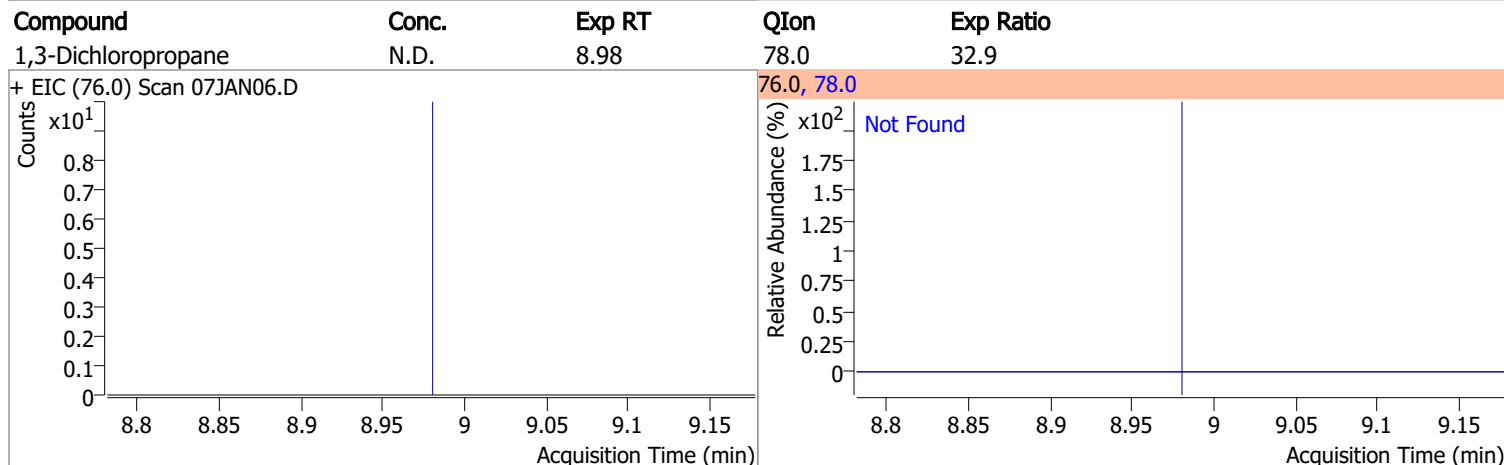 Compound Conc. Exp RT QIon Exp Ratio
1,3-Dichloropropane N.D. 8.98 78.0 32.9
+ EIC (76.0) Scan 07JAN06.D
Counts
x10¹
0.8
0.7
0.6
0.5
0.4
0.3
0.2
0.1
0
8.8 8.85 8.9 8.95 9 9.05 9.1 9.15
Acquisition Time (min)
76.0, 78.0
Relative Abundance (%)
x10²
Not Found
1.75
1.5
1.25
1
0.75
0.5
0.25
0
8.8 8.85 8.9 8.95 9 9.05 9.1 9.15
Acquisition Time (min)